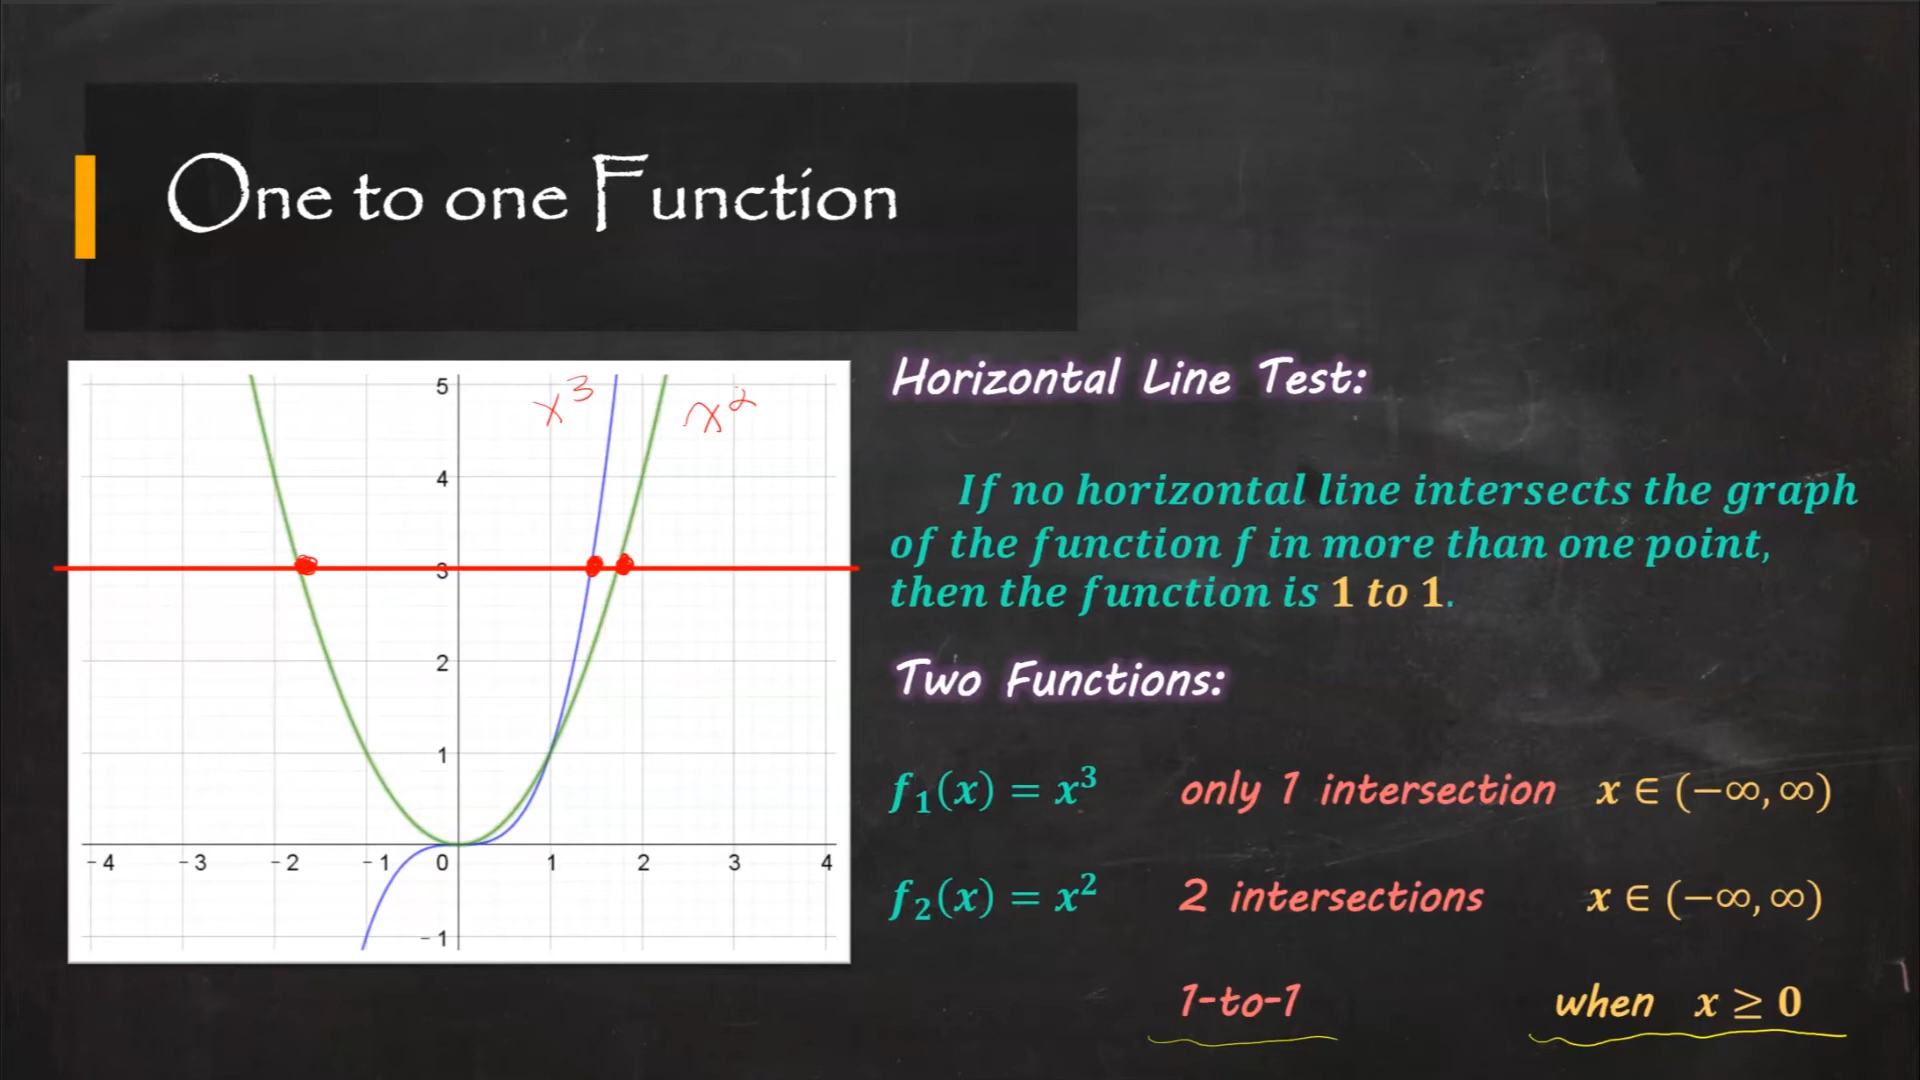 One to one Function
x³
x²
5
4
3
2
1
-4 -3 -2 -1 0 1 2 3 4
-1
Horizontal Line Test:
If no horizontal line intersects the graph
of the function f in more than one point,
then the function is 1 to 1.
Two Functions:
f₁(x) = x³ only 1 intersection x ∈ (−∞, ∞)
f₂(x) = x² 2 intersections x ∈ (−∞, ∞)
1-to-1 when x ≥ 0